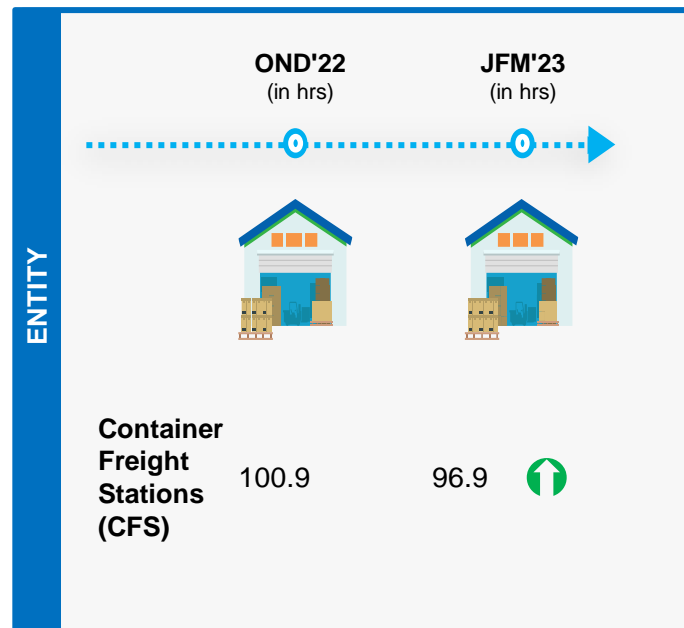 OND'22
(in hrs)
JFM'23
(in hrs)
ENTITY
Container
Freight
Stations
(CFS)
100.9
96.9